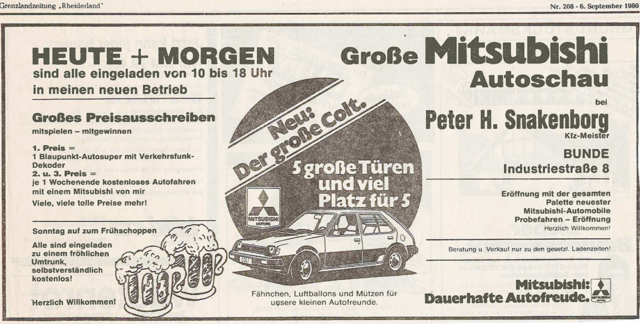 Grenzlandzeitung „Rheiderland"
Nr. 208 - 6. September 1980
HEUTE + MORGEN
sind alle eingeladen von 10 bis 18 Uhr
in meinen neuen Betrieb
Großes Preisausschreiben
mitspielen – mitgewinnen
1. Preis =
1 Blaupunkt-Autosuper mit Verkehrsfunk-
Dekoder
2. u. 3. Preis =
je 1 Wochenende kostenloses Autofahren
mit einem Mitsubishi von mir
Viele, viele tolle Preise mehr!
Sonntag auf zum Frühschoppen
Alle sind eingeladen
zu einem fröhlichen
Umtrunk,
selbstverständlich
kostenlos!
Herzlich Willkommen!
Neu:
Der große Colt.
5 große Türen
und viel
Platz für 5
MITSUBISHI
MOTORS
COLT
Fähnchen, Luftballons und Mützen für
unsere kleinen Autofreunde.
Große Mitsubishi
Autoschau
bei
Peter H. Snakenborg
Kfz-Meister
BUNDE
Industriestraße 8
Eröffnung mit der gesamten
Palette neuester
Mitsubishi-Automobile
Probefahren – Eröffnung
Herzlich Willkommen!
Beratung u. Verkauf nur zu den gesetzl. Ladenzeiten!
Mitsubishi:
Dauerhafte Autofreude.
MITSUBISHI